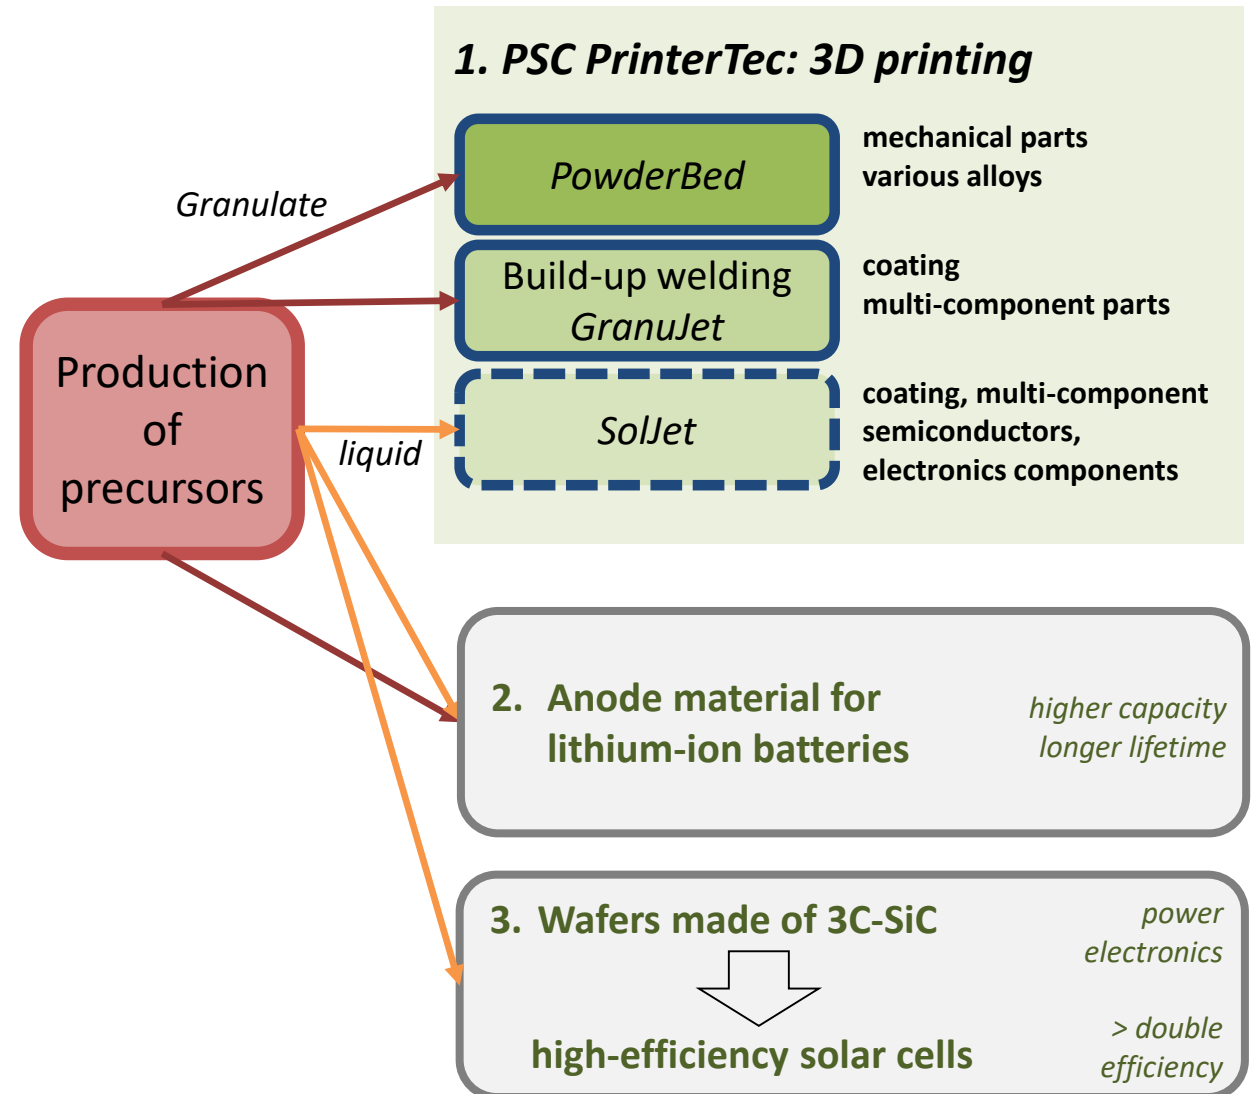 1. PSC PrinterTec: 3D printing
PowderBed
mechanical parts
various alloys
Granulate
Build-up welding
GranuJet
coating
multi-component parts
Production
of
precursors
liquid
SolJet
coating, multi-component
semiconductors,
electronics components
2. Anode material for
lithium-ion batteries
higher capacity
longer lifetime
3. Wafers made of 3C-SiC
power
electronics
high-efficiency solar cells
> double
efficiency